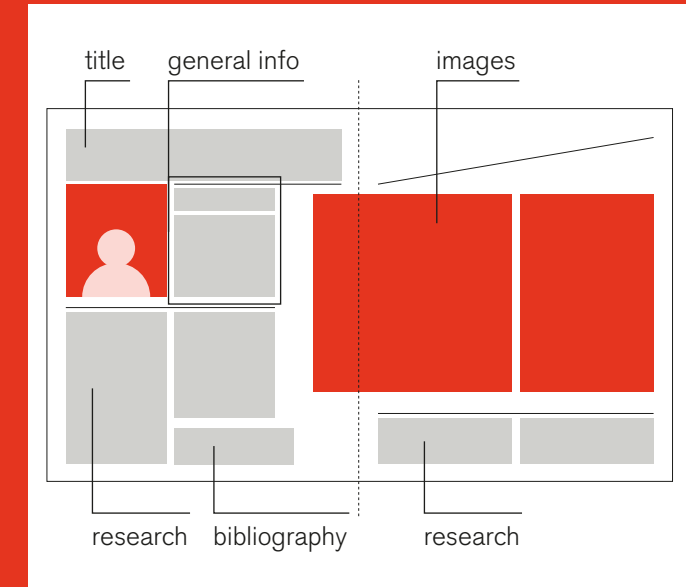 title
general info
images
research
bibliography
research